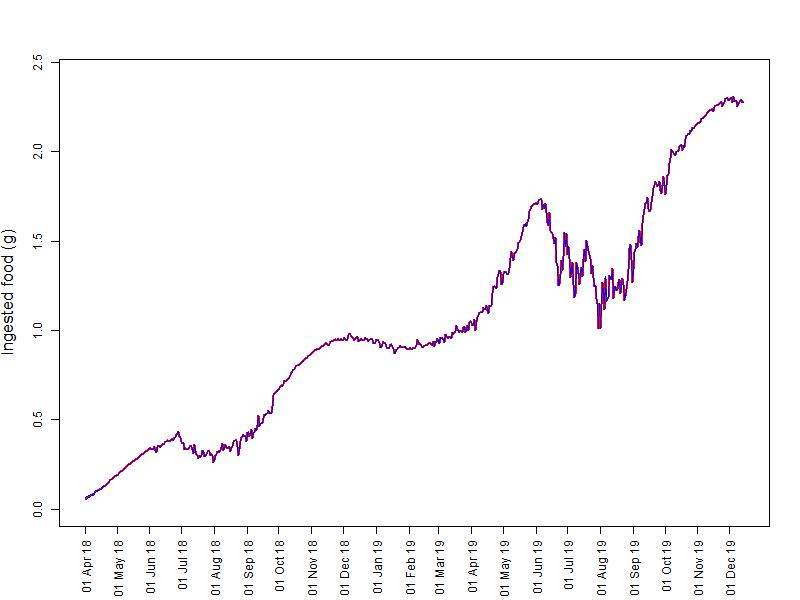 Ingested food (g)
2.5
2.0
1.5
1.0
0.5
0.0
01 Apr 18
01 May 18
01 Jun 18
01 Jul 18
01 Aug 18
01 Sep 18
01 Oct 18
01 Nov 18
01 Dec 18
01 Jan 19
01 Feb 19
01 Mar 19
01 Apr 19
01 May 19
01 Jun 19
01 Jul 19
01 Aug 19
01 Sep 19
01 Oct 19
01 Nov 19
01 Dec 19